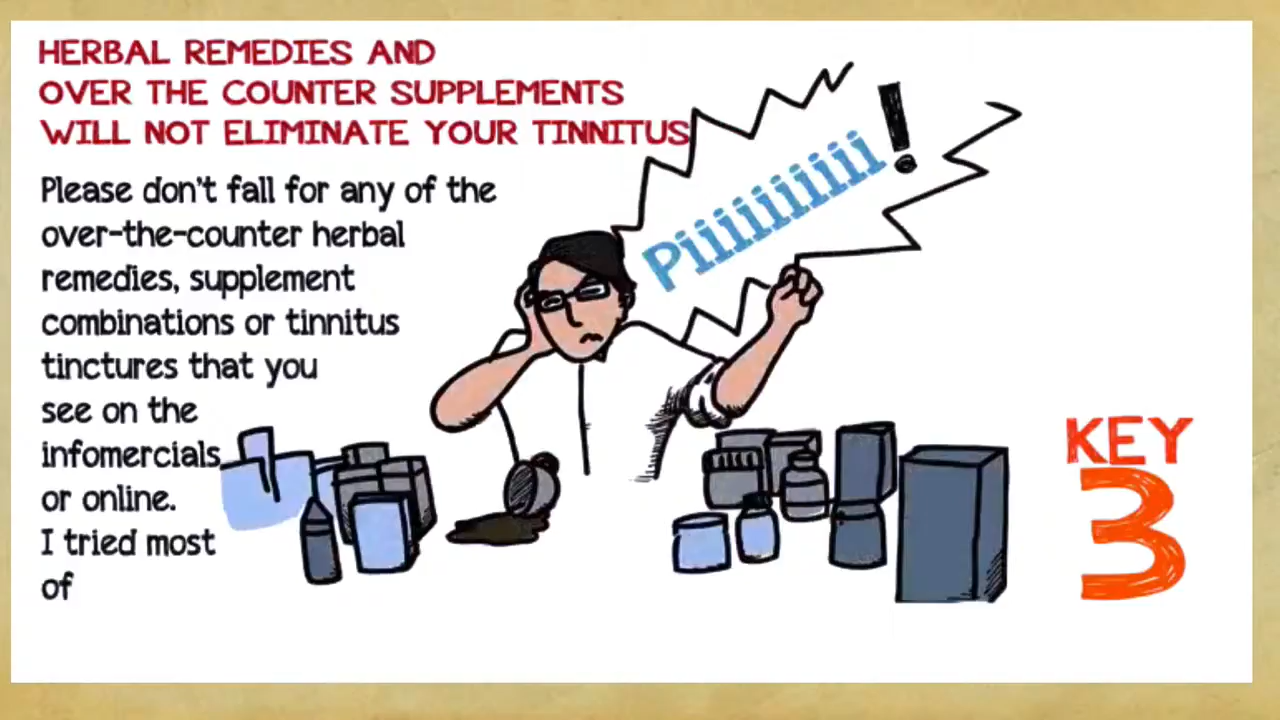 HERBAL REMEDIES AND
OVER THE COUNTER SUPPLEMENTS
WILL NOT ELIMINATE YOUR TINNITUS
Piiiiiiiiii!
Please don't fall for any of the
over-the-counter herbal
remedies, supplement
combinations or tinnitus
tinctures that you
see on the
infomercials
or online.
I tried most
of
KEY
3